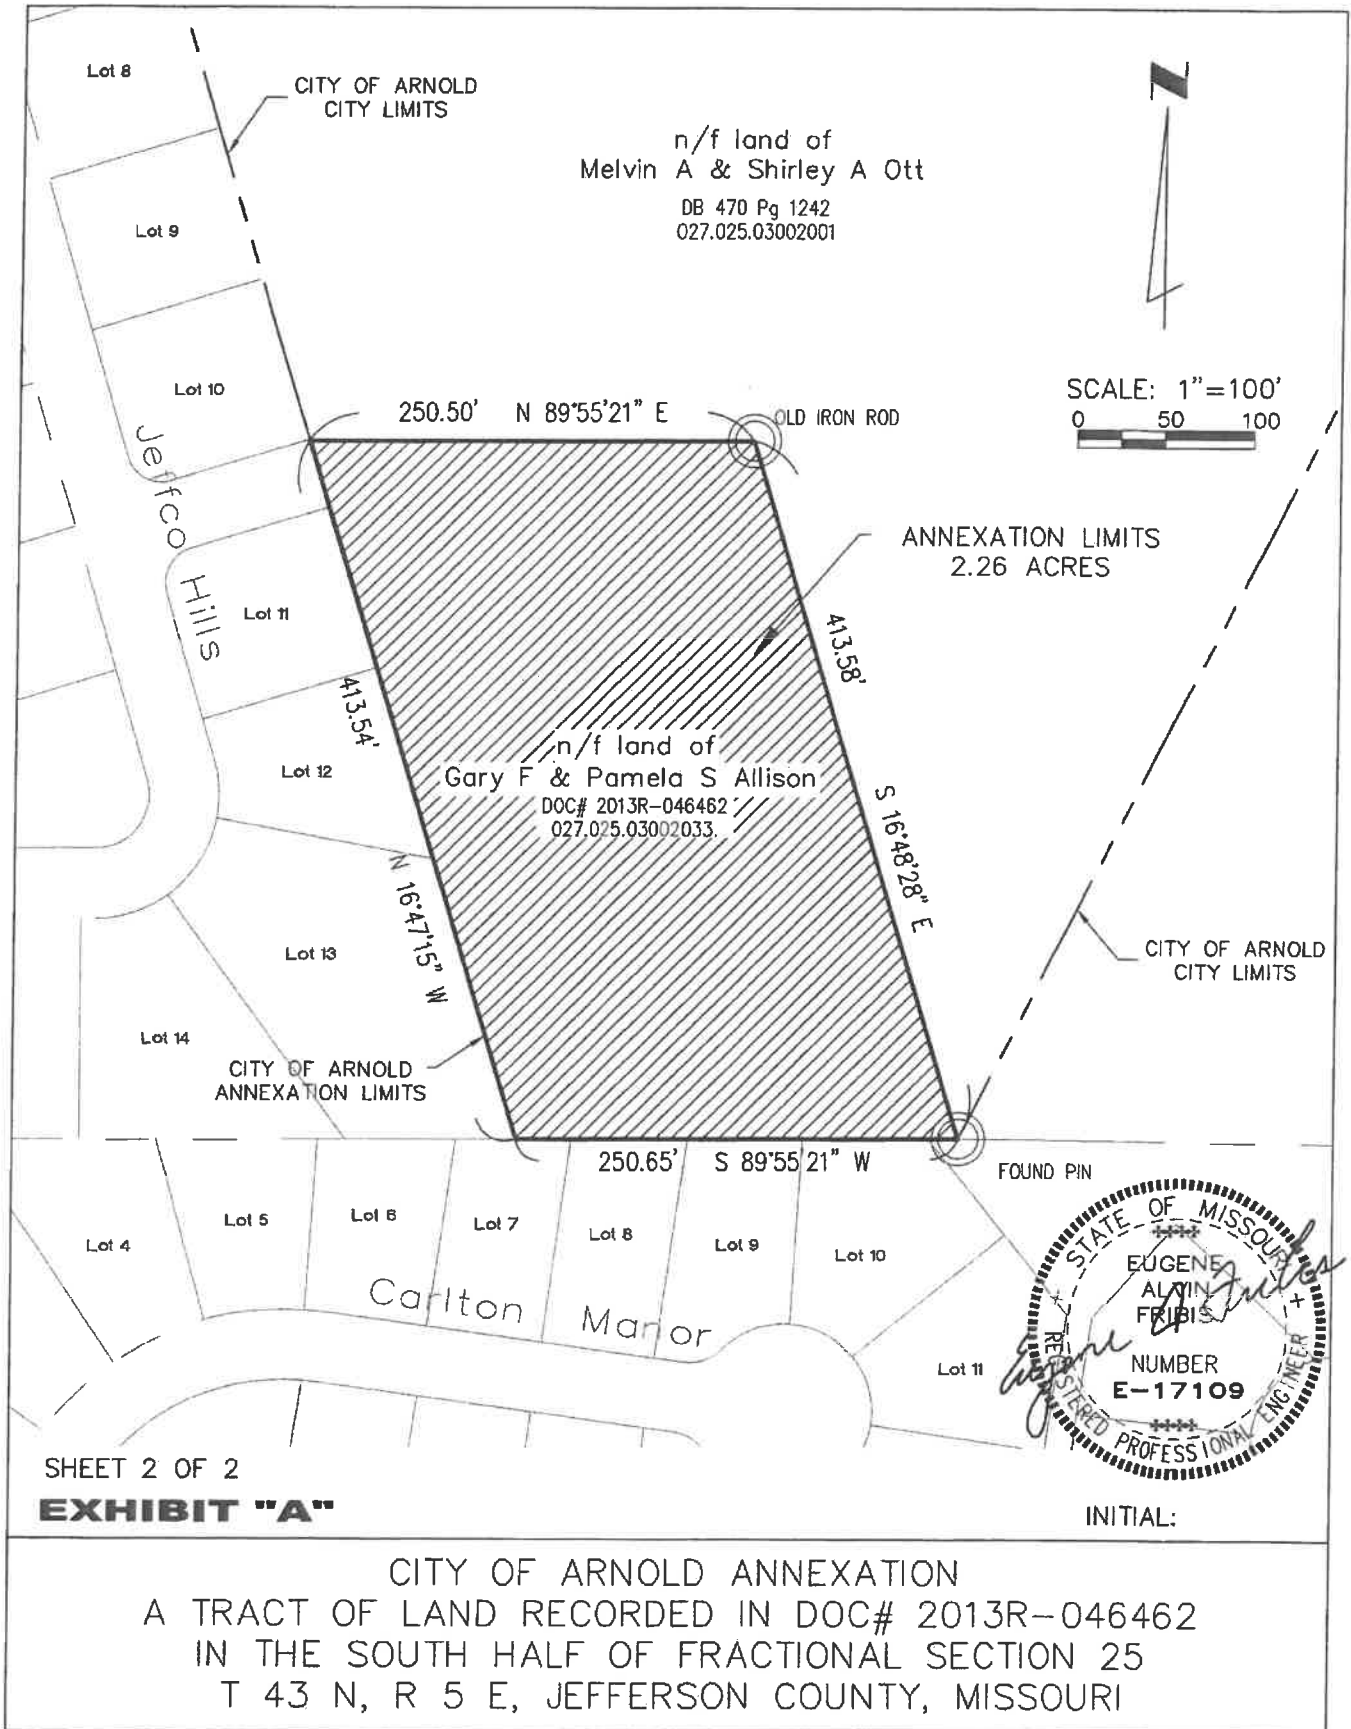 Lot 8
CITY OF ARNOLD
CITY LIMITS
N
n/f land of
Melvin A & Shirley A Ott
DB 470 Pg 1242
027.025.03002001
Lot 9
Lot 10
SCALE: 1"=100'
0 50 100
250.50' N 89°55'21" E
OLD IRON ROD
Jeffco Hills
ANNEXATION LIMITS
2.26 ACRES
Lot 11
413.54'
413.58'
n/f land of
Gary F & Pamela S Allison
DOC# 2013R-046462
027.025.03002033.
Lot 12
S 16°48'28" E
N 16°47'15" W
Lot 13
CITY OF ARNOLD
CITY LIMITS
Lot 14
CITY OF ARNOLD
ANNEXATION LIMITS
250.65' S 89°55'21" W
FOUND PIN
Lot 4
Lot 5
Lot 6
Lot 7
Lot 8
Lot 9
Lot 10
Lot 11
Carlton Manor
STATE OF MISSOURI
EUGENE
ALVIN
FRIBIS
NUMBER
E-17109
REGISTERED PROFESSIONAL ENGINEER
Eugene A Fribis
SHEET 2 OF 2
EXHIBIT "A"
INITIAL:
CITY OF ARNOLD ANNEXATION
A TRACT OF LAND RECORDED IN DOC# 2013R-046462
IN THE SOUTH HALF OF FRACTIONAL SECTION 25
T 43 N, R 5 E, JEFFERSON COUNTY, MISSOURI